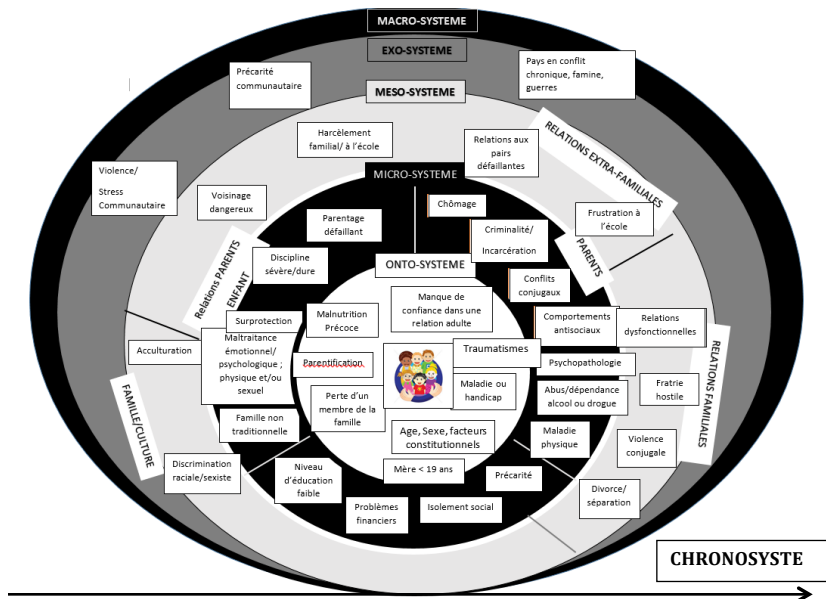 MACRO-SYSTEME
EXO-SYSTEME
Précarité
communautaire
Pays en conflit
chronique, famine,
guerres
MESO-SYSTEME
Harcèlement
familial/ à l'école
Relations aux
pairs
défaillantes
RELATIONS EXTRA-FAMILIALES
Violence/
Stress
Communautaire
Voisinage
dangereux
MICRO-SYSTEME
Chômage
Frustration à
l'école
Parentage
défaillant
Criminalité/
Incarcération
PARENTS
Relations PARENTS
ENFANT
Discipline
sévère/dure
ONTO-SYSTEME
Conflits
conjugaux
Manque de
confiance dans une
relation adulte
Malnutrition
Précoce
Surprotection
Comportements
antisociaux
Relations
dysfonctionnelles
Acculturation
Maltraitance
émotionnel/
psychologique ;
physique et/ou
sexuel
Parentification
Traumatismes
Psychopathologie
RELATIONS FAMILIALES
FAMILLE/CULTURE
Perte d'un
membre de la
famille
Maladie ou
handicap
Abus/dépendance
alcool ou drogue
Fratrie
hostile
Famille non
traditionnelle
Age, Sexe, facteurs
constitutionnels
Maladie
physique
Violence
conjugale
Discrimination
raciale/sexiste
Niveau
d'éducation
faible
Mère < 19 ans
Précarité
Divorce/
séparation
Problèmes
financiers
Isolement social
CHRONOSYSTE